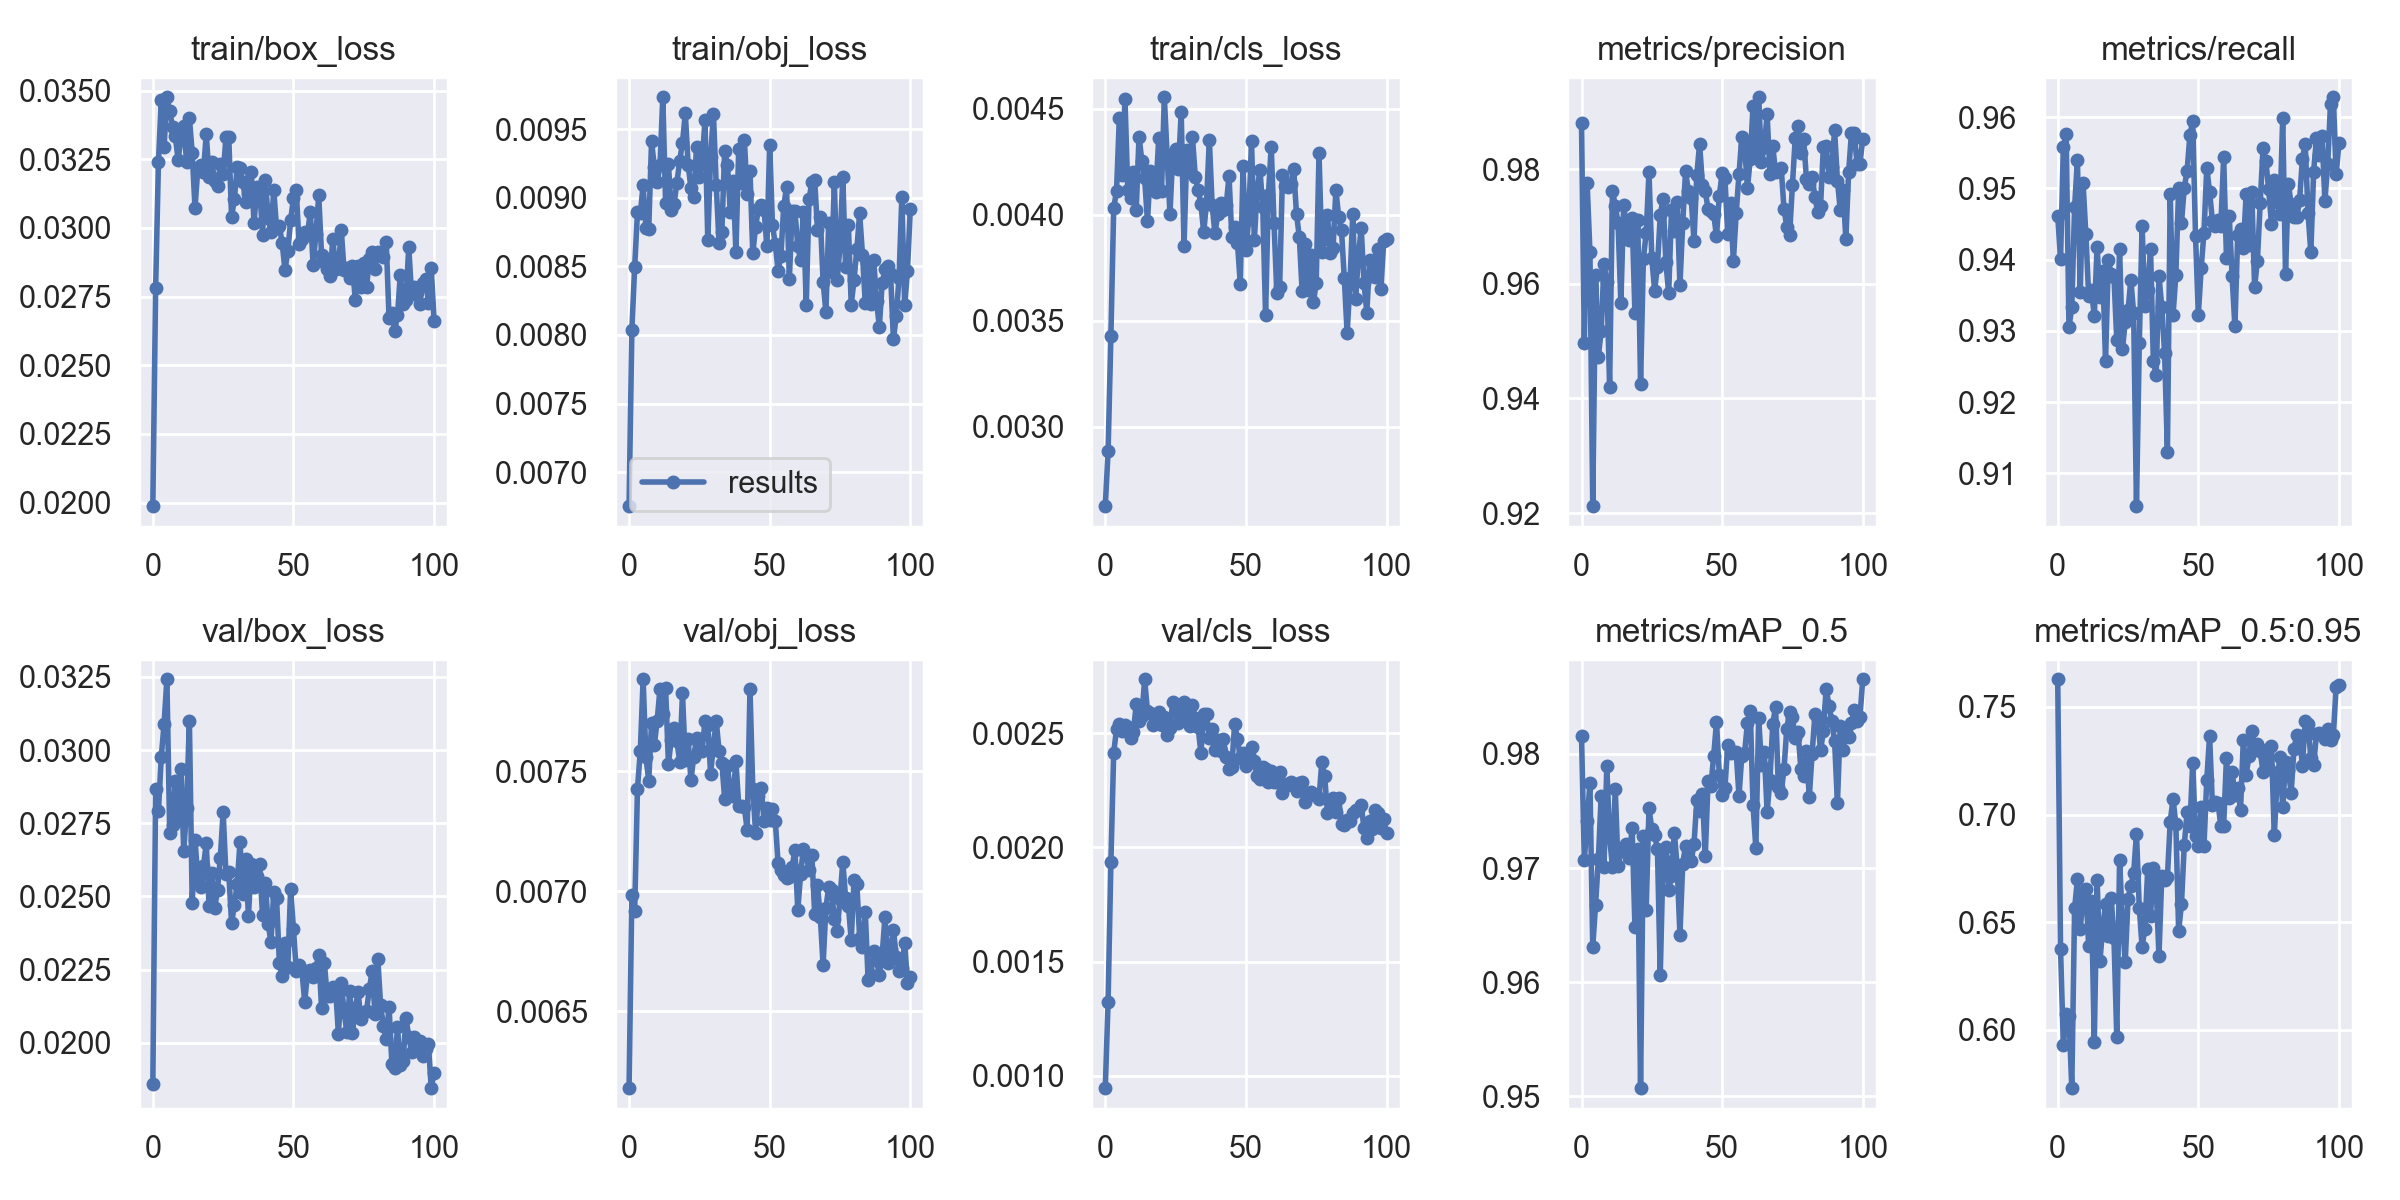 train/box_loss
0.0350
0.0325
0.0300
0.0275
0.0250
0.0225
0.0200
0 50 100
train/obj_loss
0.0095
0.0090
0.0085
0.0080
0.0075
0.0070
results
0 50 100
train/cls_loss
0.0045
0.0040
0.0035
0.0030
0 50 100
metrics/precision
0.98
0.96
0.94
0.92
0 50 100
metrics/recall
0.96
0.95
0.94
0.93
0.92
0.91
0 50 100
val/box_loss
0.0325
0.0300
0.0275
0.0250
0.0225
0.0200
0 50 100
val/obj_loss
0.0075
0.0070
0.0065
0 50 100
val/cls_loss
0.0025
0.0020
0.0015
0.0010
0 50 100
metrics/mAP_0.5
0.98
0.97
0.96
0.95
0 50 100
metrics/mAP_0.5:0.95
0.75
0.70
0.65
0.60
0 50 100